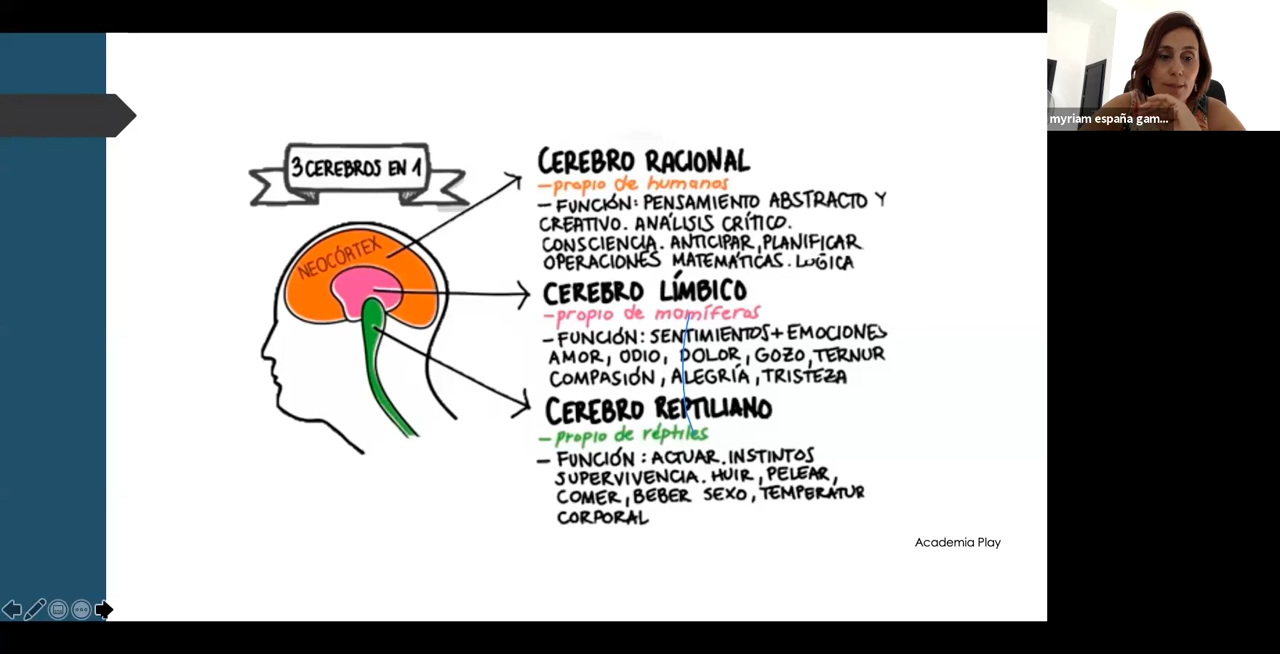 myriam españa gam...
3 CEREBROS EN 1
NEOCÓRTEX
CEREBRO RACIONAL
- propio de humanos
- FUNCIÓN: PENSAMIENTO ABSTRACTO Y
CREATIVO. ANÁLISIS CRÍTICO.
CONSCIENCIA. ANTICIPAR, PLANIFICAR
OPERACIONES MATEMÁTICAS. LÓGICA
CEREBRO LÍMBICO
- propio de mamíferos
- FUNCIÓN: SENTIMIENTOS + EMOCIONES
AMOR, ODIO, DOLOR, GOZO, TERNUR
COMPASIÓN, ALEGRÍA, TRISTEZA
CEREBRO REPTILIANO
- propio de réptiles
- FUNCIÓN: ACTUAR. INSTINTOS
SUPERVIVENCIA. HUIR, PELEAR,
COMER, BEBER SEXO, TEMPERATUR
CORPORAL
Academia Play